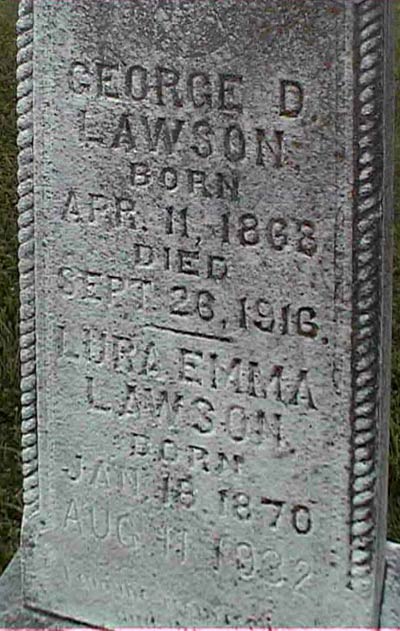 GEORGE D.
LAWSON.
BORN
APR. 11, 1868
DIED
SEPT. 26, 1916.
LURA EMMA
LAWSON
BORN
JAN. 18, 1870
AUG. 11 1932